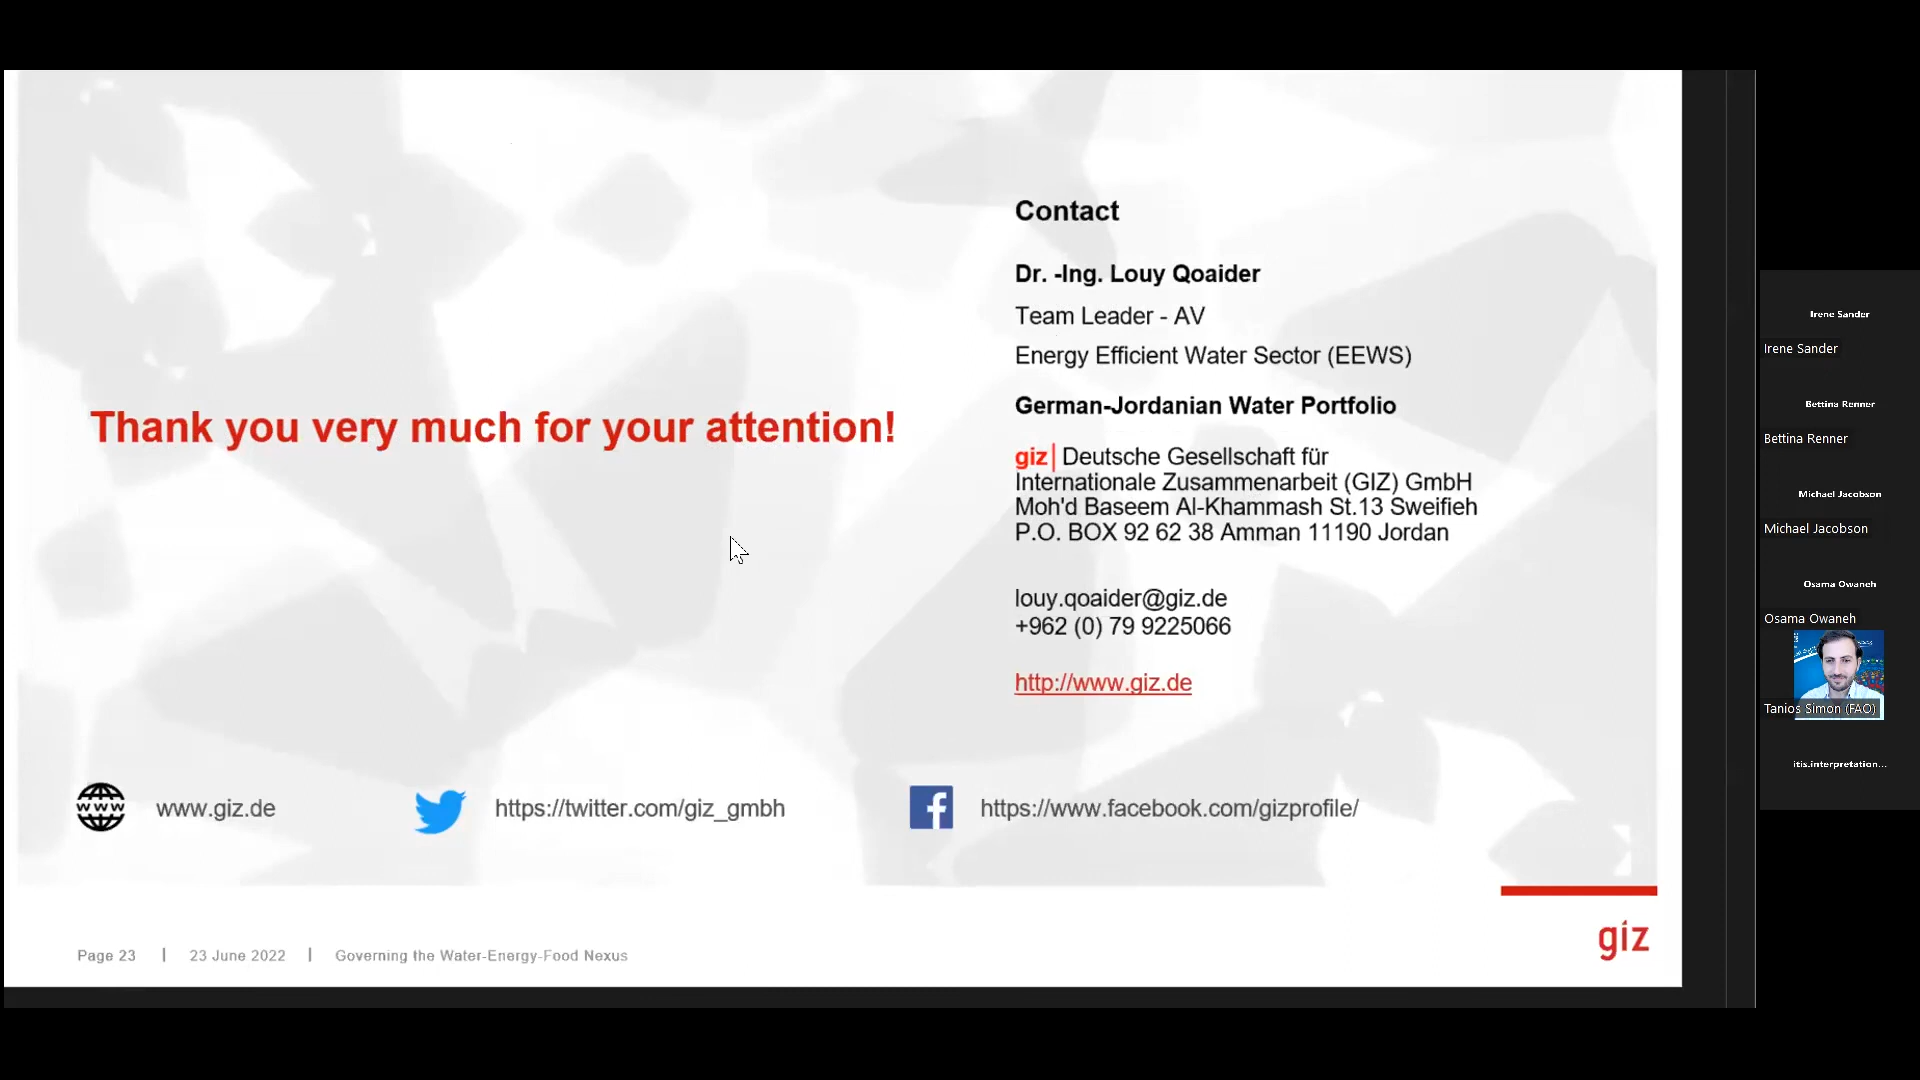 Contact
Dr. -Ing. Louy Qoaider
Team Leader - AV
Energy Efficient Water Sector (EEWS)
German-Jordanian Water Portfolio
Thank you very much for your attention!
giz| Deutsche Gesellschaft für
Internationale Zusammenarbeit (GIZ) GmbH
Moh'd Baseem Al-Khammash St.13 Sweifieh
P.O. BOX 92 62 38 Amman 11190 Jordan
louy.qoaider@giz.de
+962 (0) 79 9225066
http://www.giz.de
www
www.giz.de
https://twitter.com/giz_gmbh
https://www.facebook.com/gizprofile/
giz
Page 23 | 23 June 2022 | Governing the Water-Energy-Food Nexus
Irene Sander
Irene Sander
Bettina Renner
Bettina Renner
Michael Jacobson
Michael Jacobson
Osama Owaneh
Osama Owaneh
Tanios Simon (FAO)
itis.interpretation...